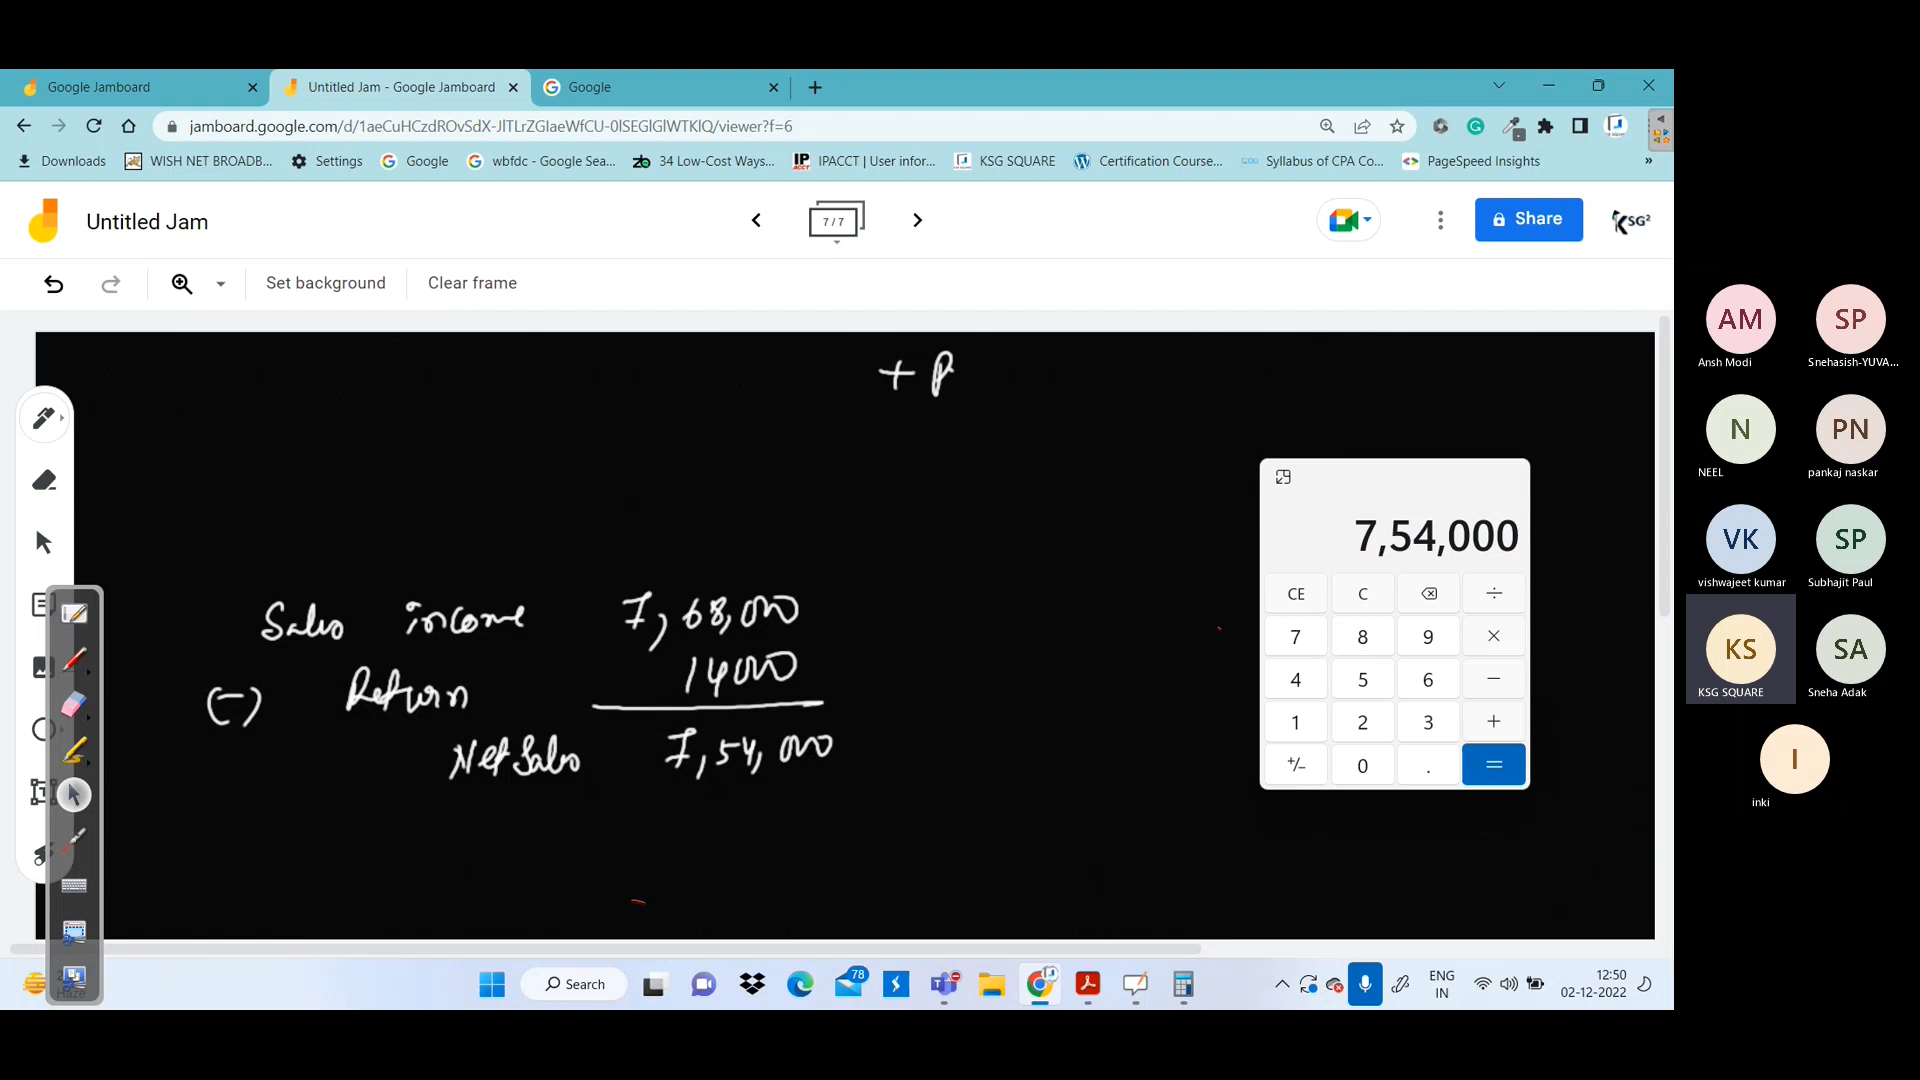 Google Jamboard
Untitled Jam - Google Jamboard
Google
jamboard.google.com/d/1aeCuHCzdROvSdX-JlTLrZGIaeWfCU-0lSEGlGlWTKlQ/viewer?f=6
Downloads
WISH NET BROADB...
Settings
Google
wbfdc - Google Sea...
34 Low-Cost Ways...
IPACCT | User infor...
KSG SQUARE
Certification Course...
Syllabus of CPA Co...
PageSpeed Insights
»
Untitled Jam
7 / 7
Share
KSG²
Set background
Clear frame
+ P
Sales income 7,68,000
(-) Return 14000
Net Sales 7,54,000
7,54,000
CE C ÷
7 8 9 ×
4 5 6 −
1 2 3 +
+/− 0 . =
AM
Ansh Modi
SP
Snehasish-YUVA...
N
NEEL
PN
pankaj naskar
VK
vishwajeet kumar
SP
Subhajit Paul
KS
KSG SQUARE
SA
Sneha Adak
I
inki
Haze
Search
78
ENG
IN
12:50
02-12-2022